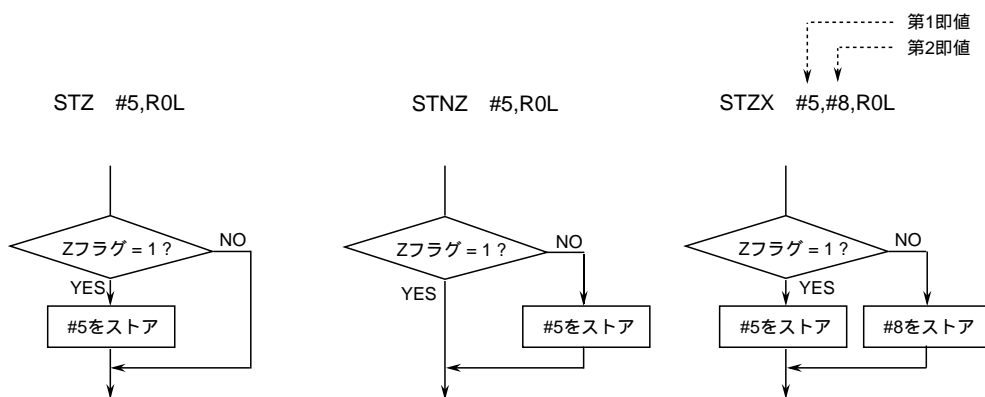 第1即値
第2即値
STZ #5,R0L
STNZ #5,R0L
STZX #5,#8,R0L
Zフラグ = 1 ?
NO
YES
#5をストア
Zフラグ = 1 ?
NO
YES
#5をストア
Zフラグ = 1 ?
NO
YES
#5をストア
#8をストア